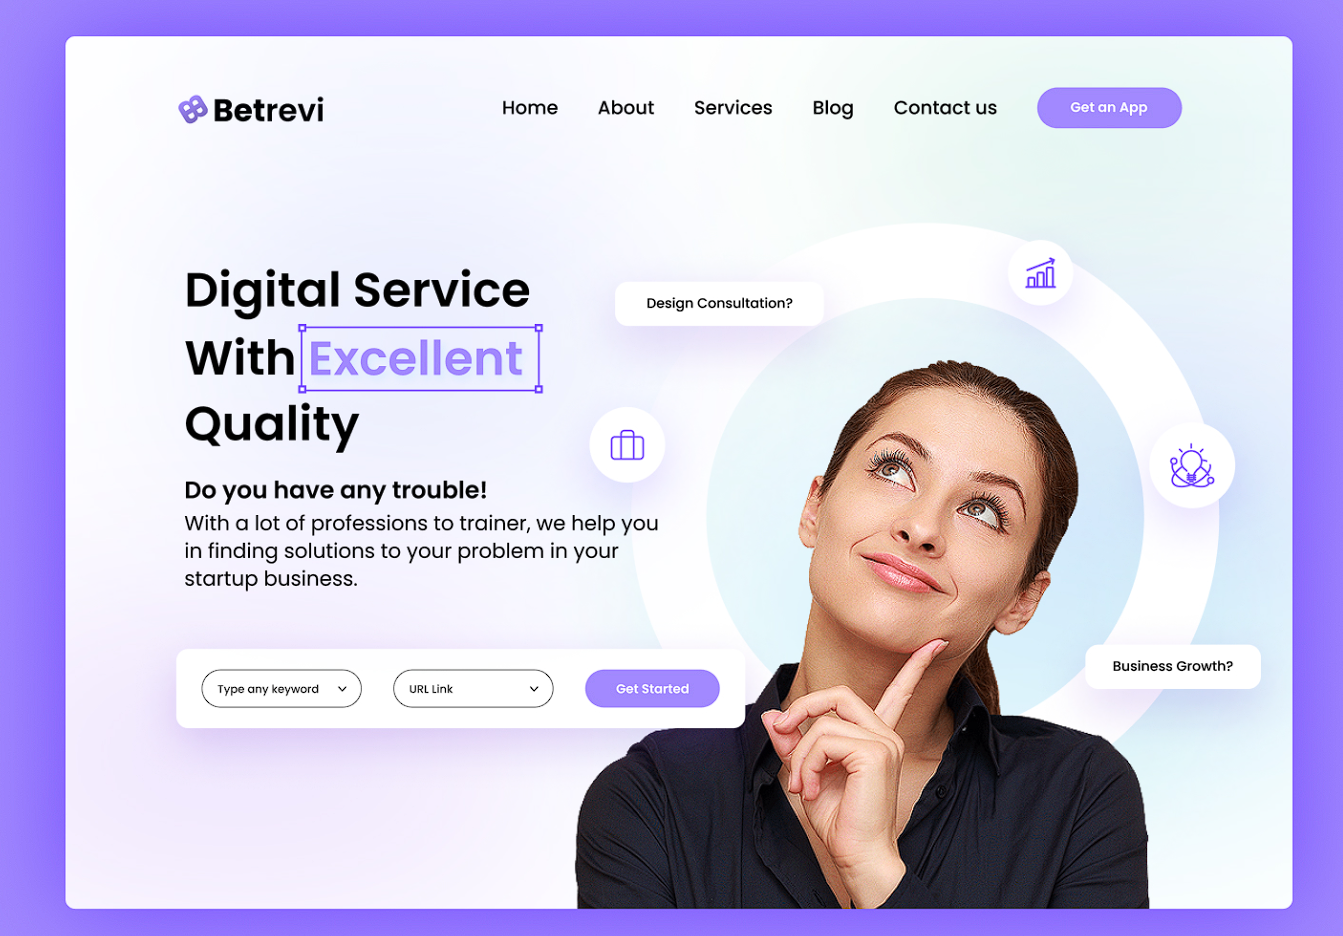 Betrevi
Home
About
Services
Blog
Contact us
Get an App
Digital Service
With Excellent
Quality
Design Consultation?
Do you have any trouble!
With a lot of professions to trainer, we help you
in finding solutions to your problem in your
startup business.
Business Growth?
Type any keyword
URL Link
Get Started